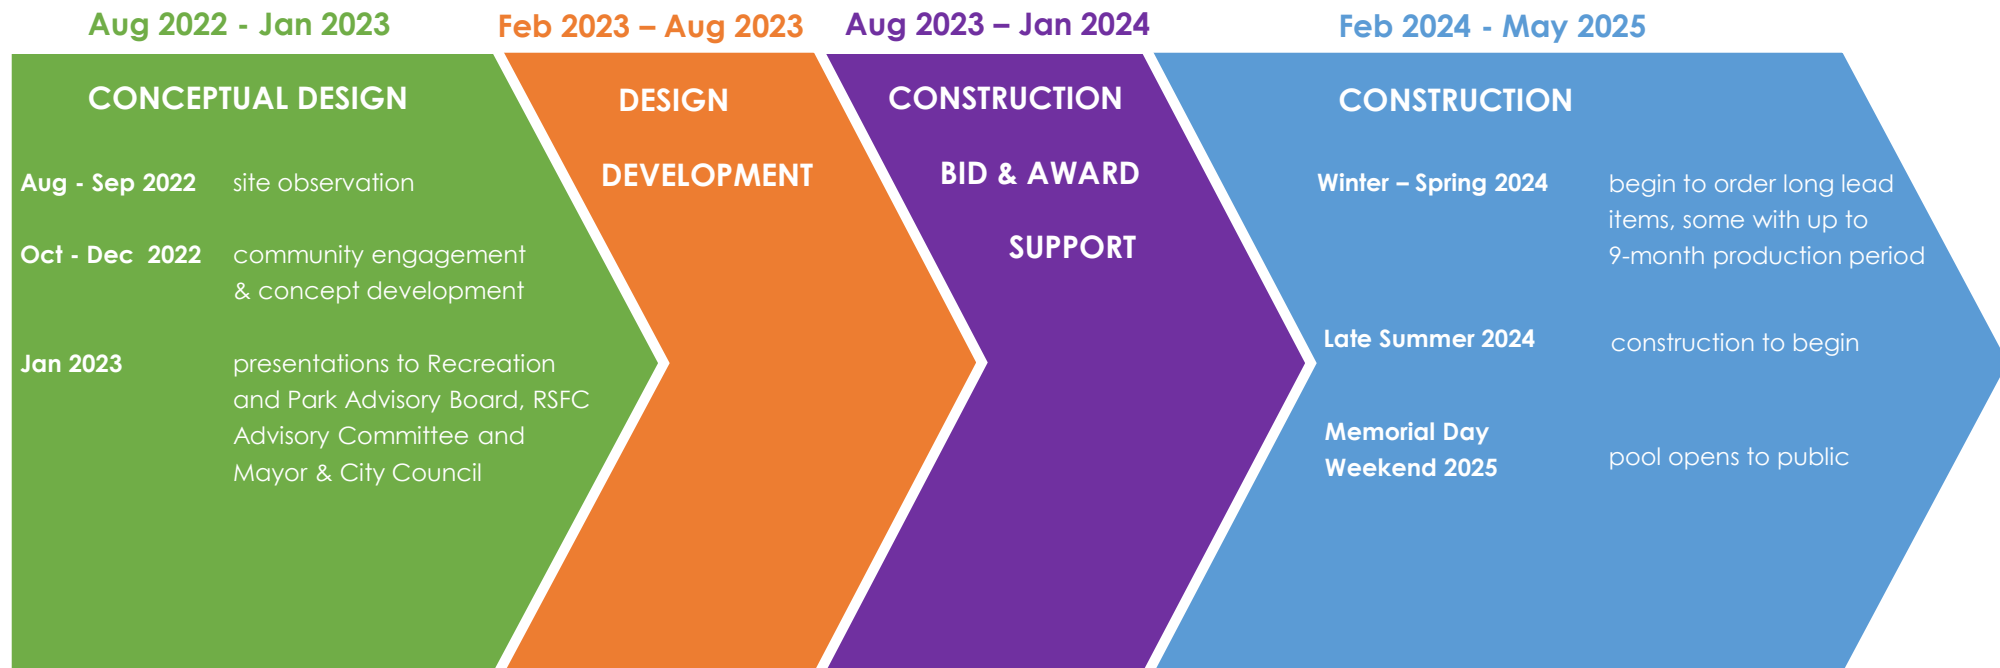 Aug 2022 - Jan 2023
CONCEPTUAL DESIGN
Aug - Sep 2022 site observation
Oct - Dec 2022 community engagement
& concept development
Jan 2023 presentations to Recreation
and Park Advisory Board, RSFC
Advisory Committee and
Mayor & City Council
Feb 2023 – Aug 2023
DESIGN
DEVELOPMENT
Aug 2023 – Jan 2024
CONSTRUCTION
BID & AWARD
SUPPORT
Feb 2024 - May 2025
CONSTRUCTION
Winter – Spring 2024 begin to order long lead
items, some with up to
9-month production period
Late Summer 2024 construction to begin
Memorial Day
Weekend 2025 pool opens to public